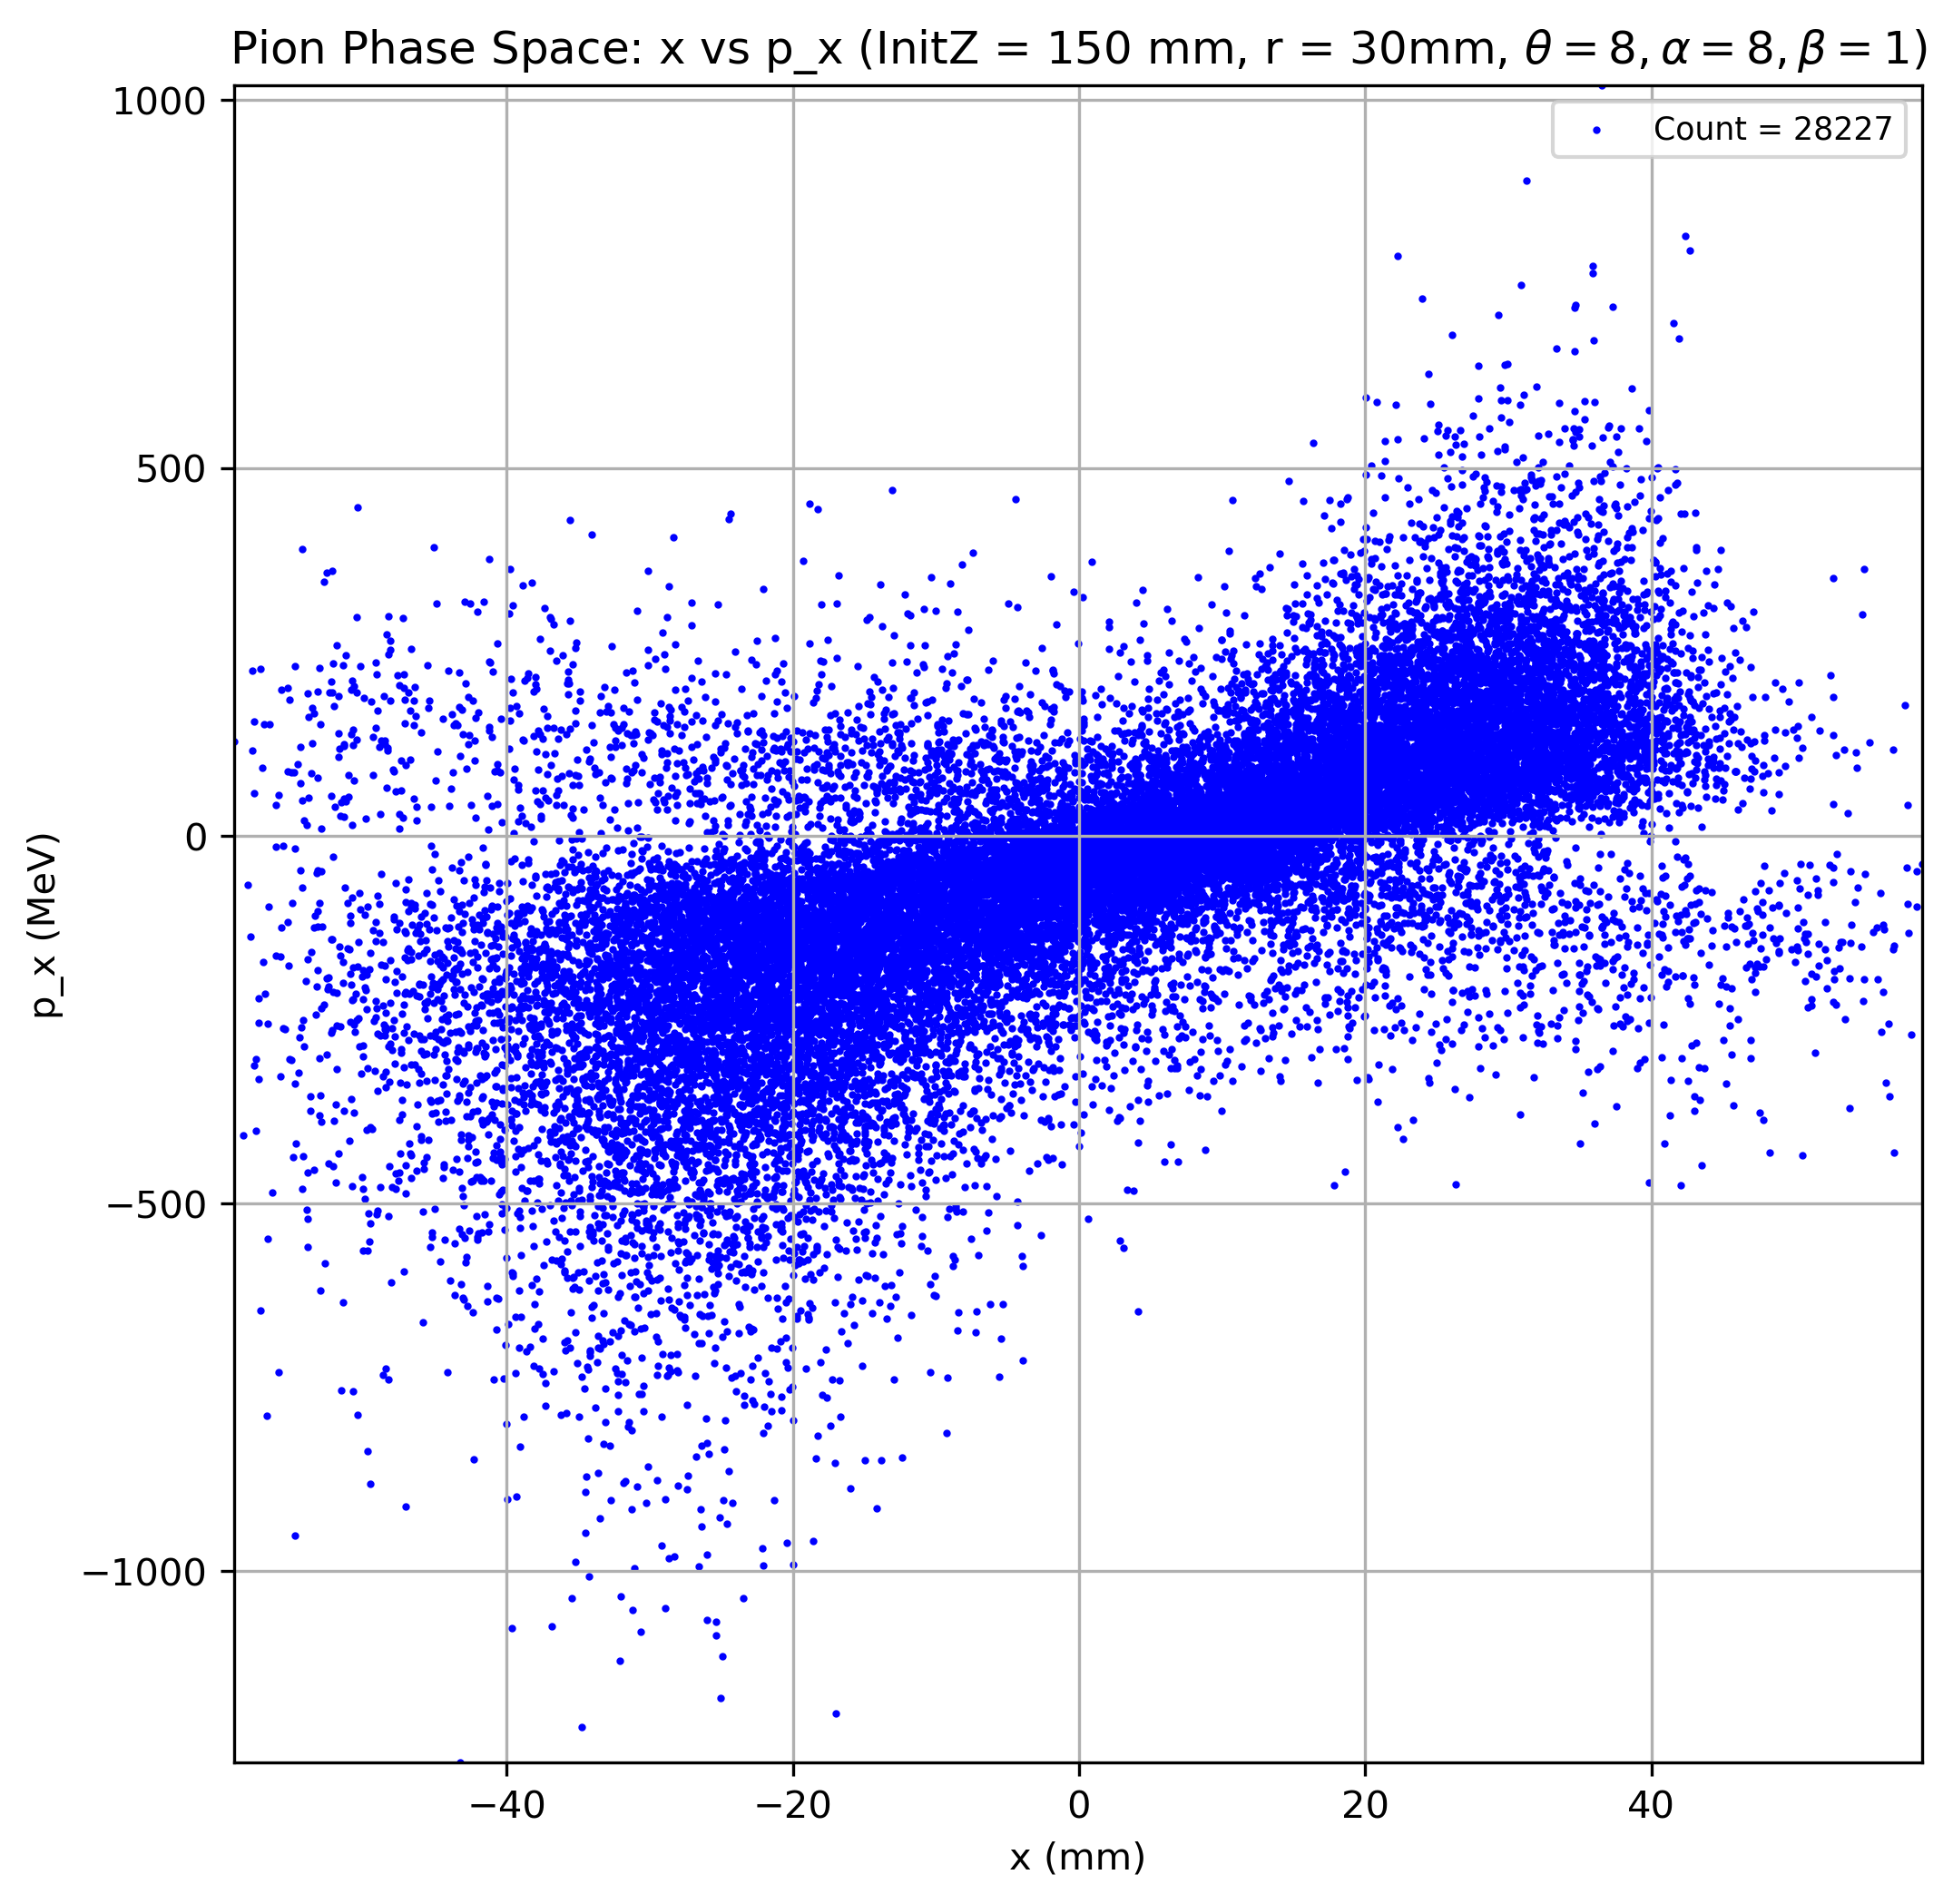 Pion Phase Space: x vs p_x (InitZ = 150 mm, r = 30mm, θ = 8, α = 8, β = 1)
Count = 28227
1000
500
0
−500
−1000
p_x (MeV)
−40 −20 0 20 40
x (mm)